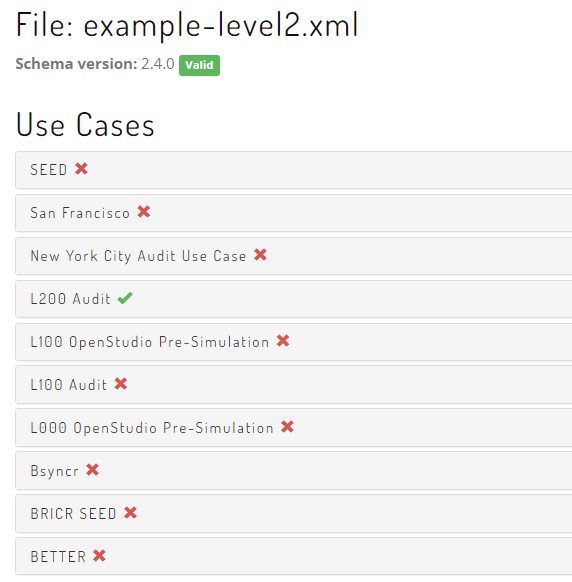 File: example-level2.xml
Schema version: 2.4.0 Valid
Use Cases
SEED
San Francisco
New York City Audit Use Case
L200 Audit
L100 OpenStudio Pre-Simulation
L100 Audit
L000 OpenStudio Pre-Simulation
Bsyncr
BRICR SEED
BETTER